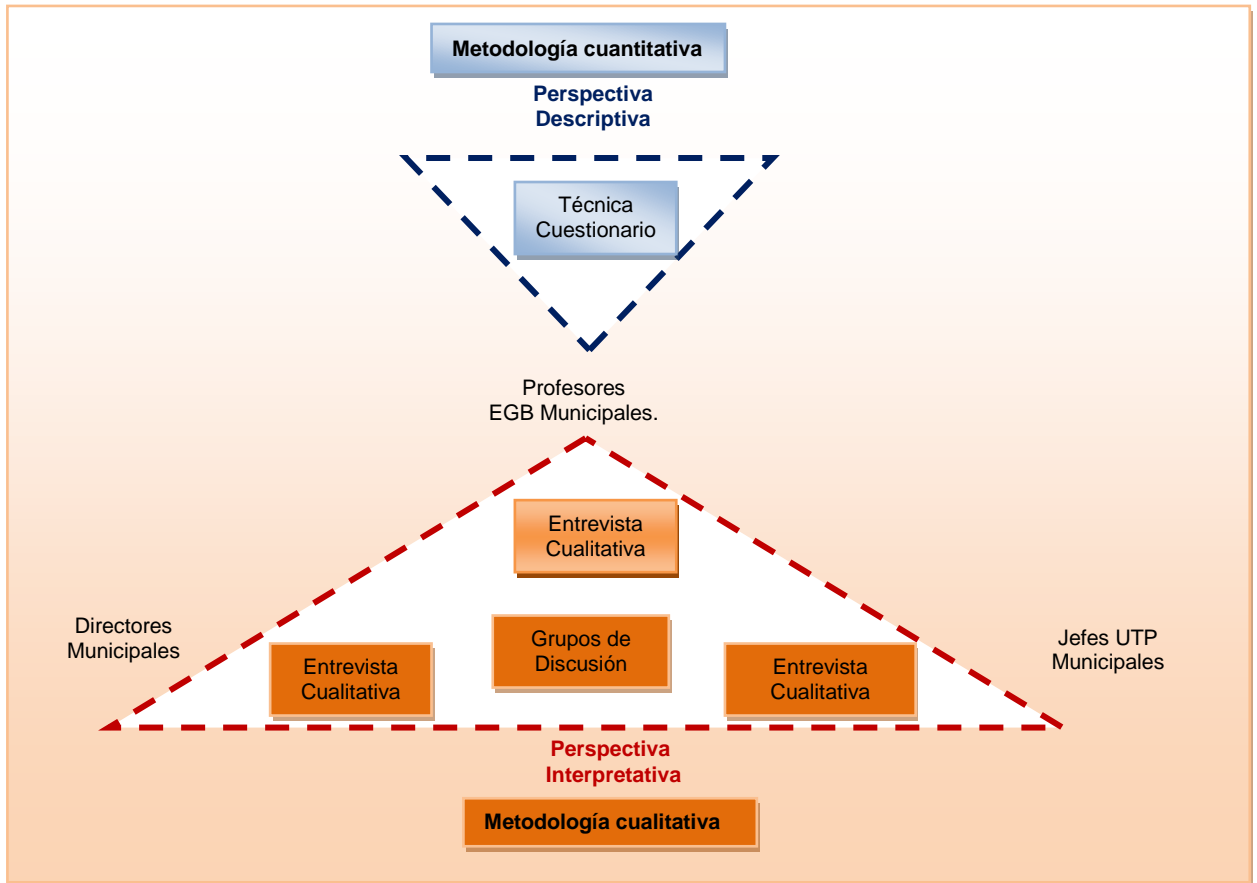 Metodología cuantitativa
Perspectiva
Descriptiva
Técnica
Cuestionario
Profesores
EGB Municipales.
Entrevista
Cualitativa
Grupos de
Discusión
Directores
Municipales
Entrevista
Cualitativa
Entrevista
Cualitativa
Jefes UTP
Municipales
Perspectiva
Interpretativa
Metodología cualitativa